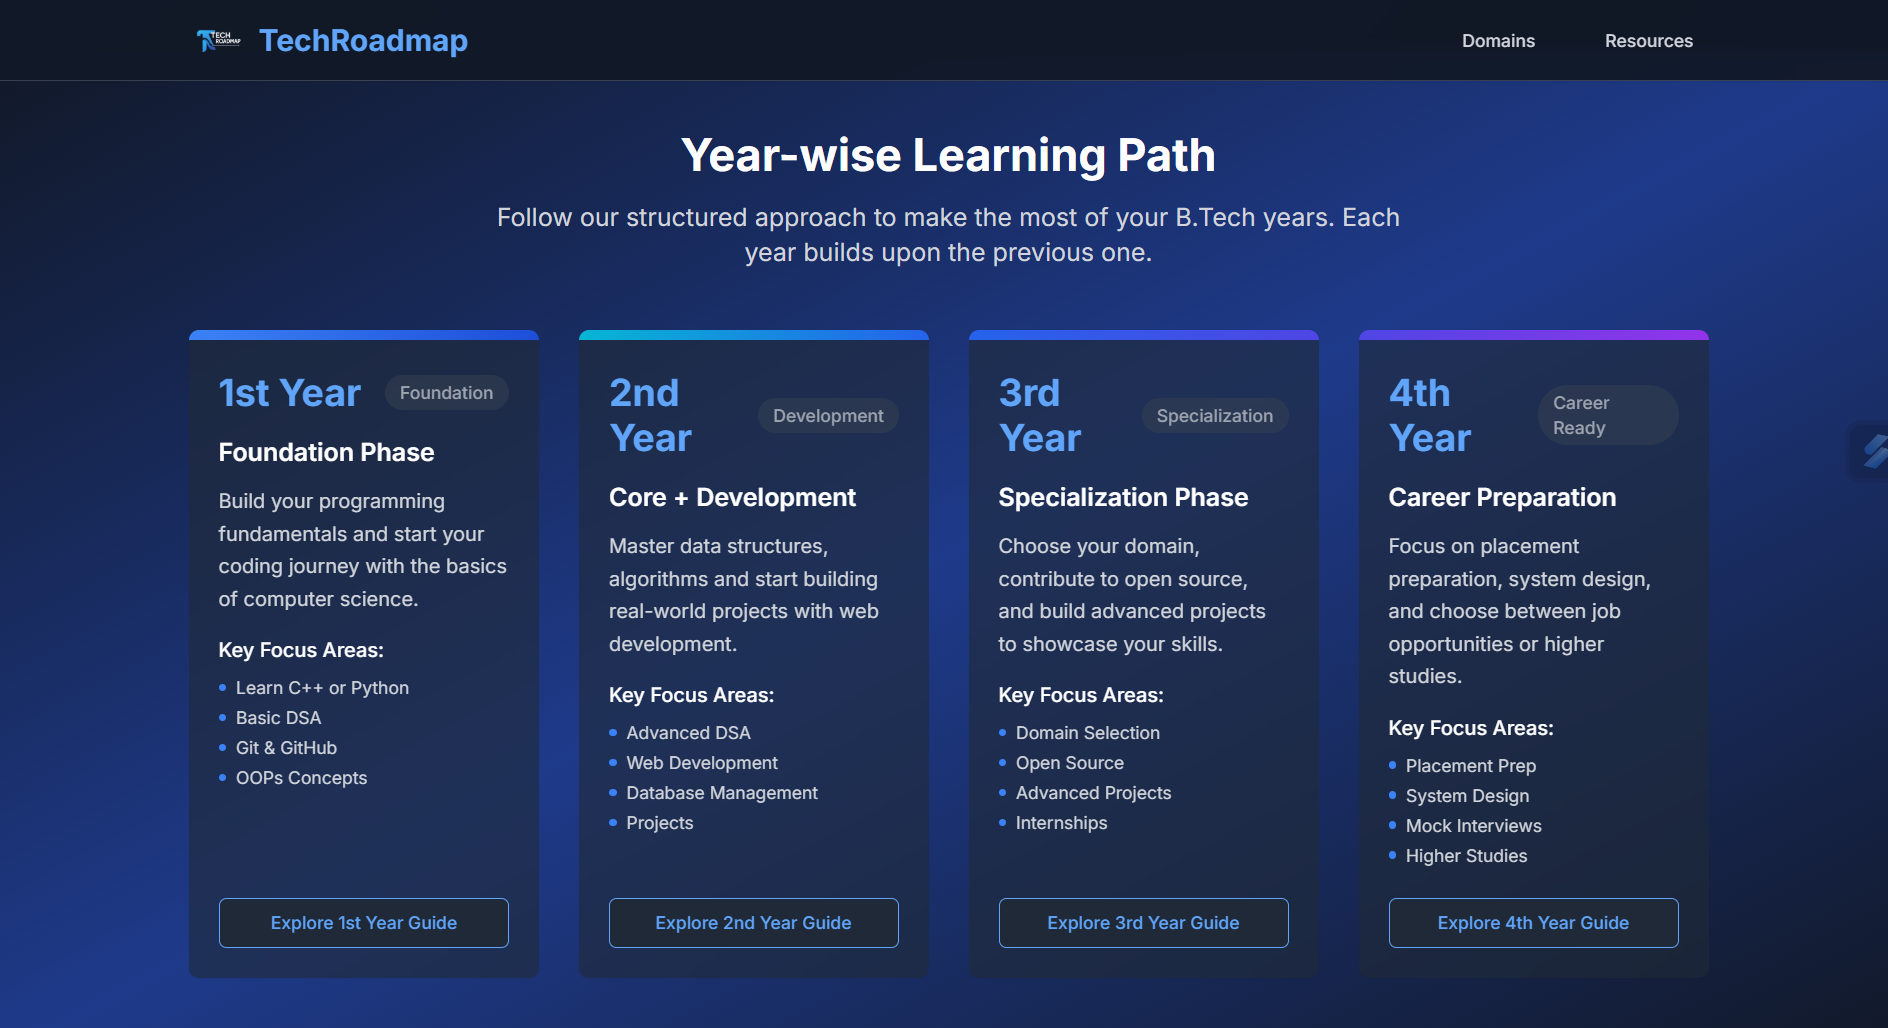 TECH
ROADMAP
TechRoadmap
Domains
Resources
Year-wise Learning Path
Follow our structured approach to make the most of your B.Tech years. Each
year builds upon the previous one.
1st Year
Foundation
Foundation Phase
Build your programming
fundamentals and start your
coding journey with the basics
of computer science.
Key Focus Areas:
Learn C++ or Python
Basic DSA
Git & GitHub
OOPs Concepts
Explore 1st Year Guide
2nd
Year
Development
Core + Development
Master data structures,
algorithms and start building
real-world projects with web
development.
Key Focus Areas:
Advanced DSA
Web Development
Database Management
Projects
Explore 2nd Year Guide
3rd
Year
Specialization
Specialization Phase
Choose your domain,
contribute to open source,
and build advanced projects
to showcase your skills.
Key Focus Areas:
Domain Selection
Open Source
Advanced Projects
Internships
Explore 3rd Year Guide
4th
Year
Career
Ready
Career Preparation
Focus on placement
preparation, system design,
and choose between job
opportunities or higher
studies.
Key Focus Areas:
Placement Prep
System Design
Mock Interviews
Higher Studies
Explore 4th Year Guide